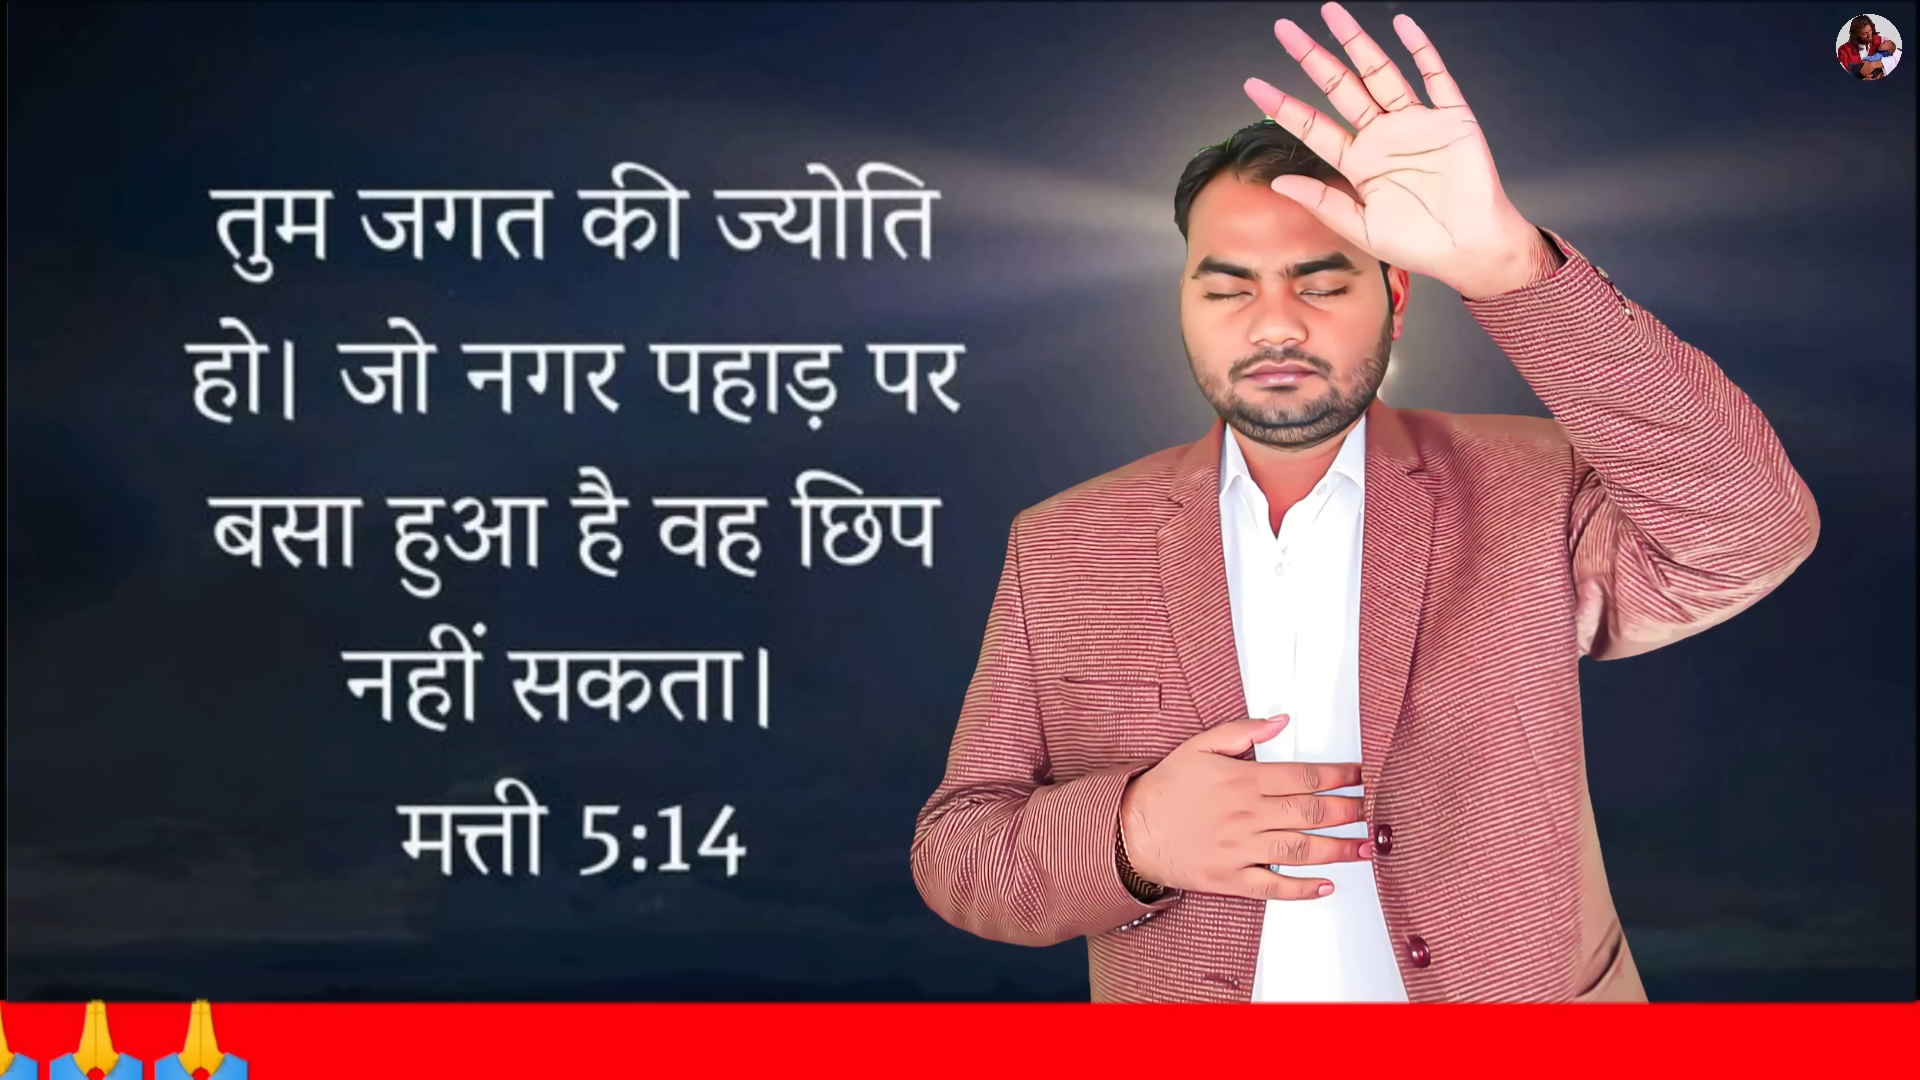 तुम जगत की ज्योति
हो। जो नगर पहाड़ पर
बसा हुआ है वह छिप
नहीं सकता।
मत्ती 5:14